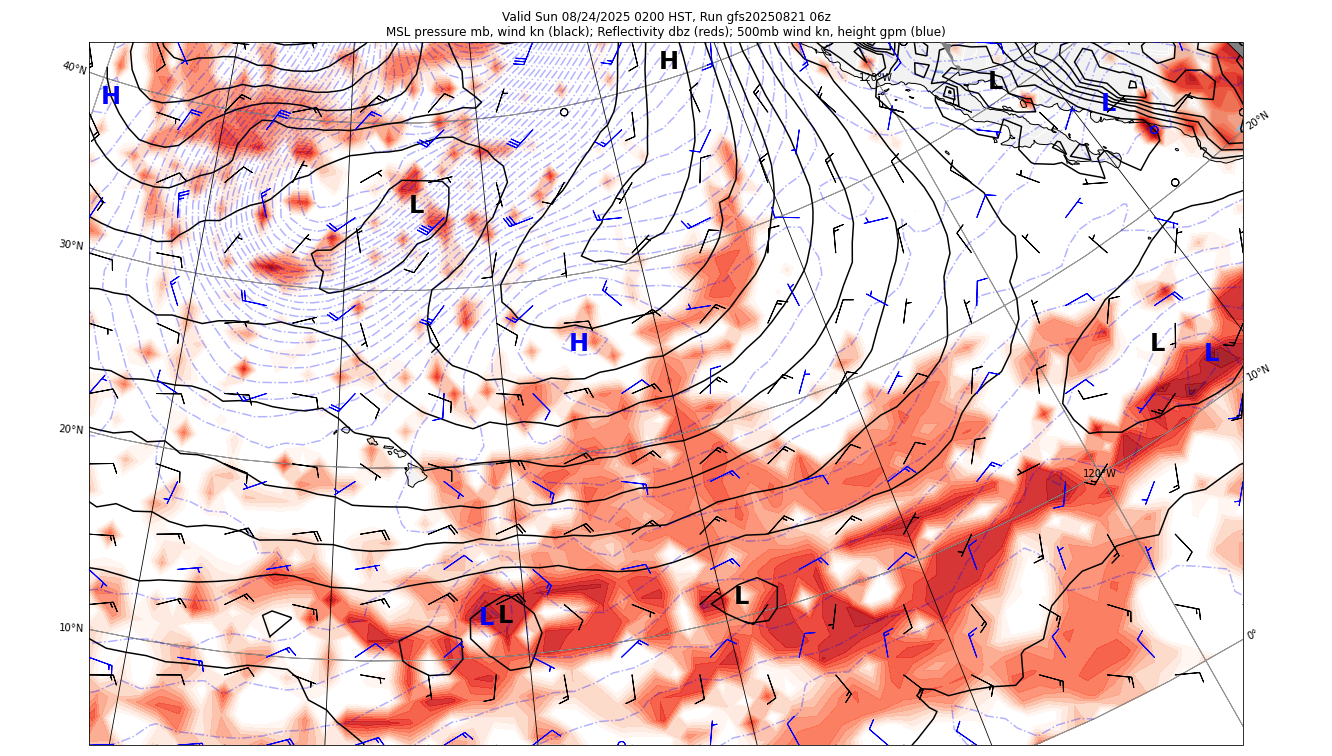 Valid Sun 08/24/2025 0200 HST, Run gfs20250821 06z
MSL pressure mb, wind kn (black); Reflectivity dbz (reds); 500mb wind kn, height gpm (blue)
40°N
H
H
120°W
L
L
20°N
L
30°N
H
L
L
10°N
20°N
120°W
L
L
L
10°N
0°